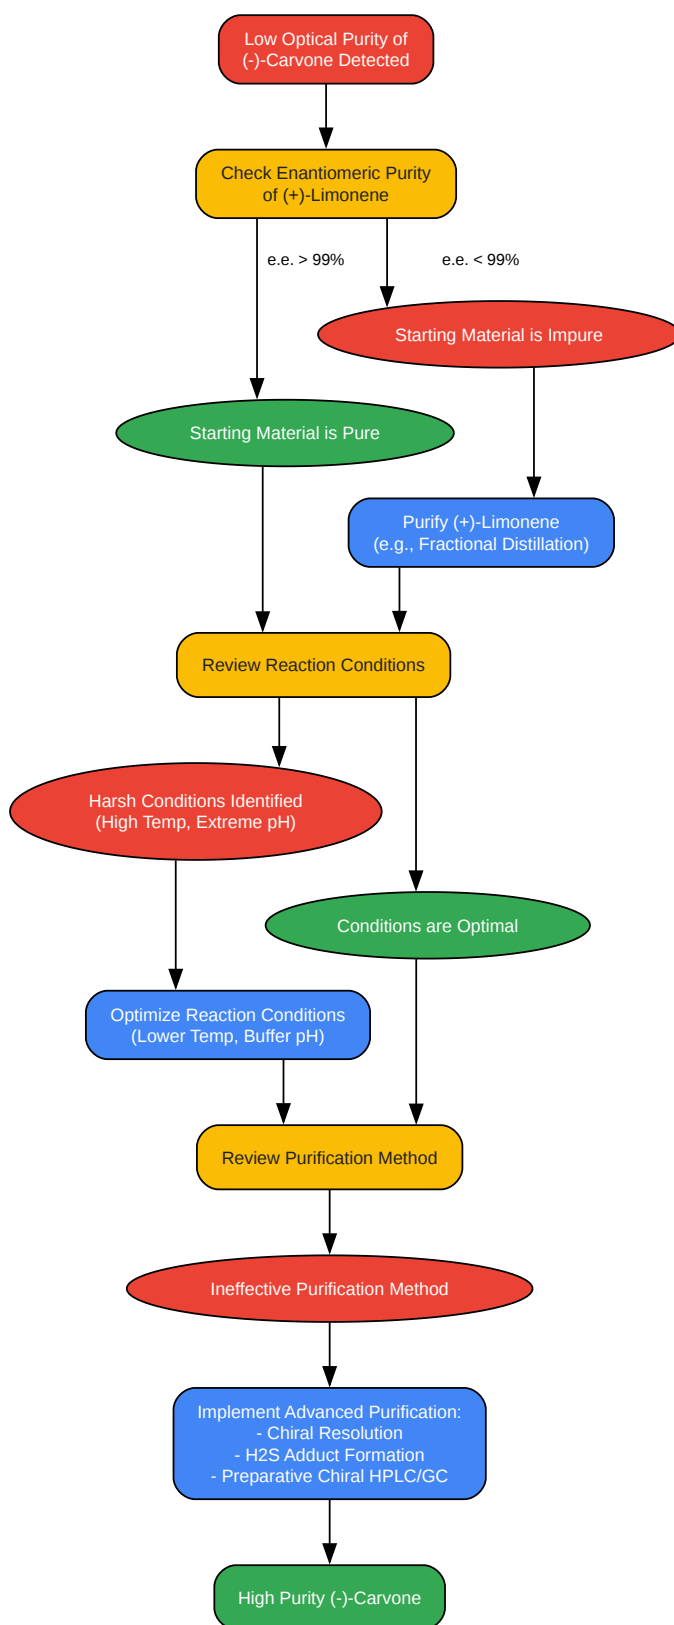 Low Optical Purity of
(-)-Carvone Detected
Check Enantiomeric Purity
of (+)-Limonene
e.e. > 99%
e.e. < 99%
Starting Material is Impure
Starting Material is Pure
Purify (+)-Limonene
(e.g., Fractional Distillation)
Review Reaction Conditions
Harsh Conditions Identified
(High Temp, Extreme pH)
Conditions are Optimal
Optimize Reaction Conditions
(Lower Temp, Buffer pH)
Review Purification Method
Ineffective Purification Method
Implement Advanced Purification:
- Chiral Resolution
- H2S Adduct Formation
- Preparative Chiral HPLC/GC
High Purity (-)-Carvone